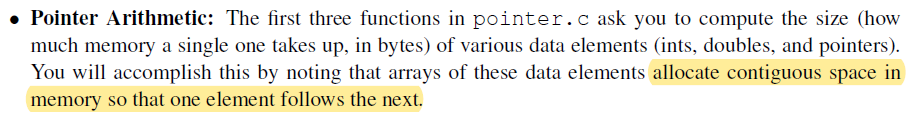 • Pointer Arithmetic: The first three functions in pointer.c ask you to compute the size (how
much memory a single one takes up, in bytes) of various data elements (ints, doubles, and pointers).
You will accomplish this by noting that arrays of these data elements allocate contiguous space in
memory so that one element follows the next.